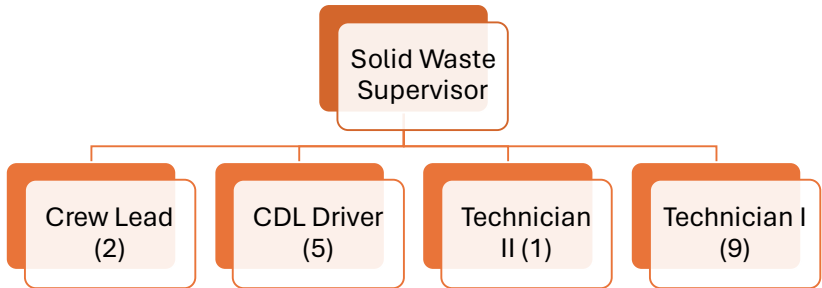 Solid Waste
Supervisor
Crew Lead
(2)
CDL Driver
(5)
Technician
II (1)
Technician I
(9)